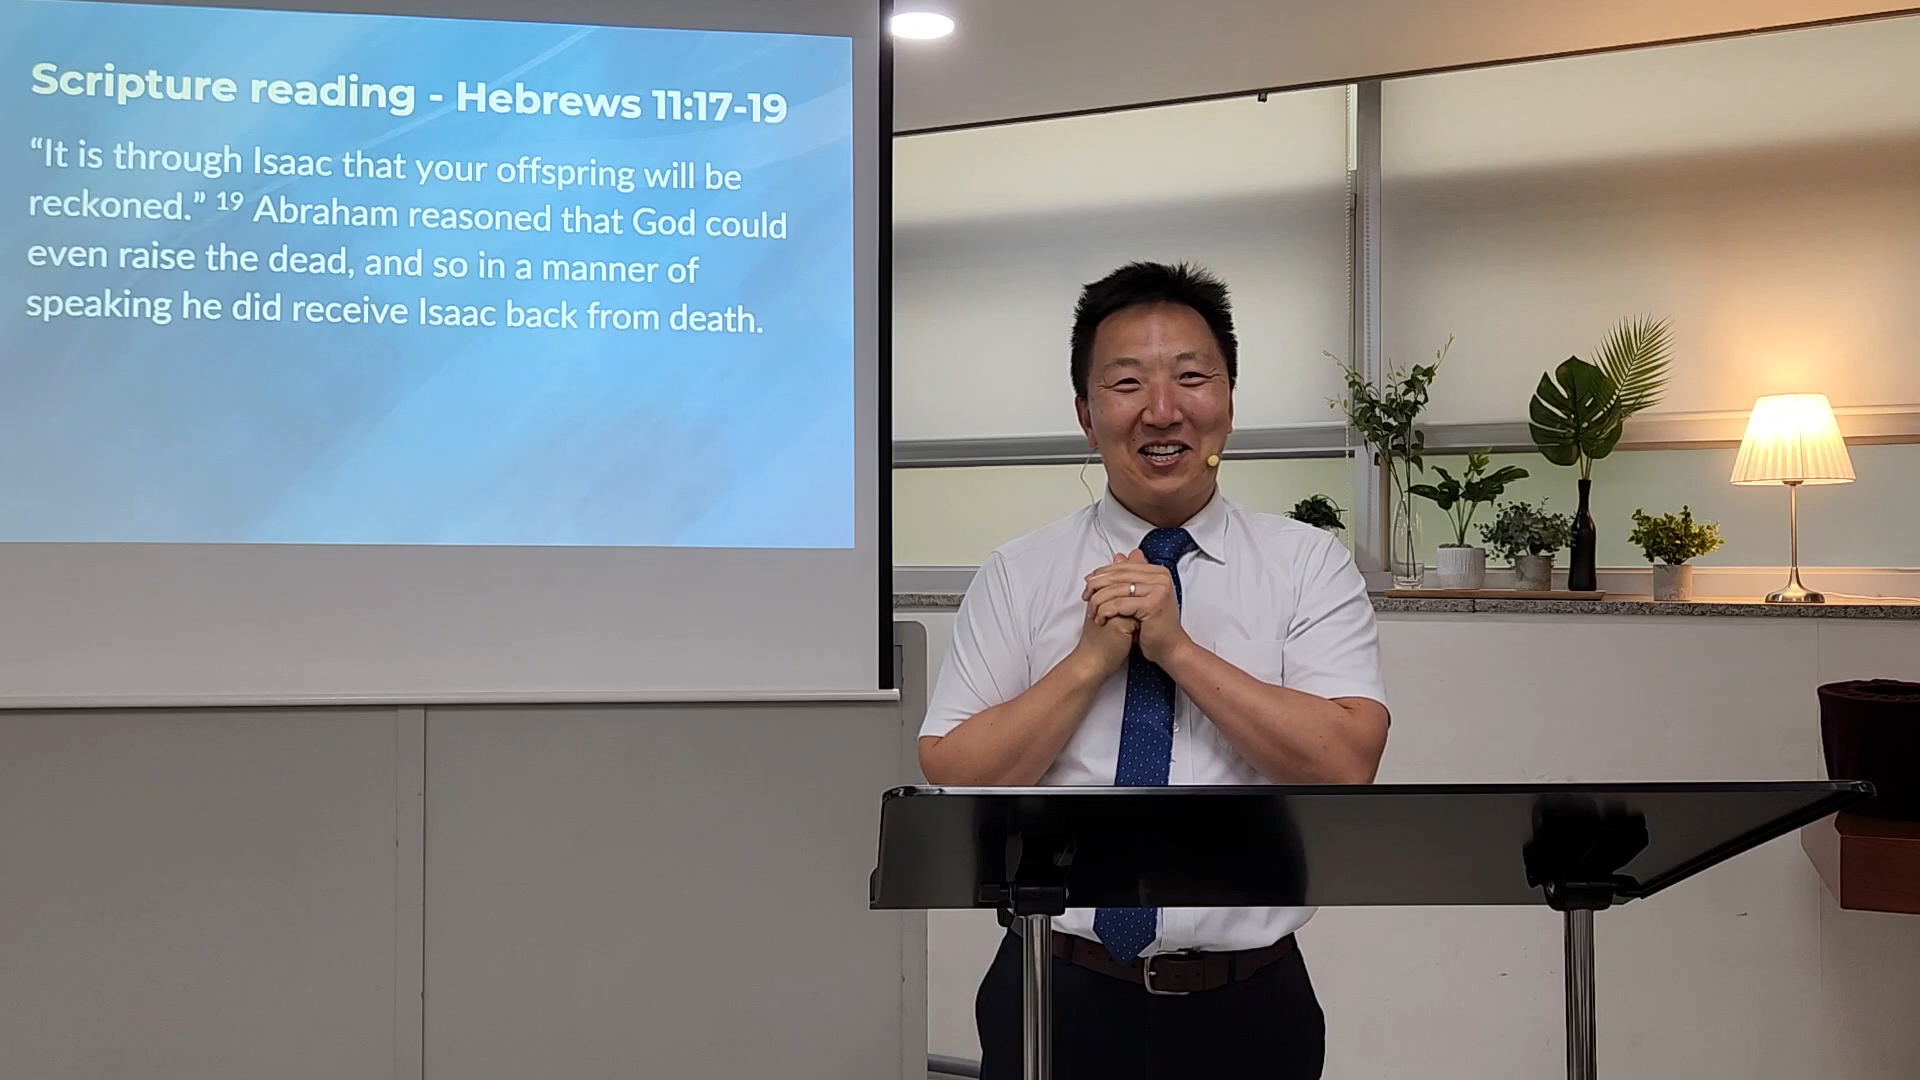 Scripture reading - Hebrews 11:17-19
“It is through Isaac that your offspring will be
reckoned.” 19 Abraham reasoned that God could
even raise the dead, and so in a manner of
speaking he did receive Isaac back from death.